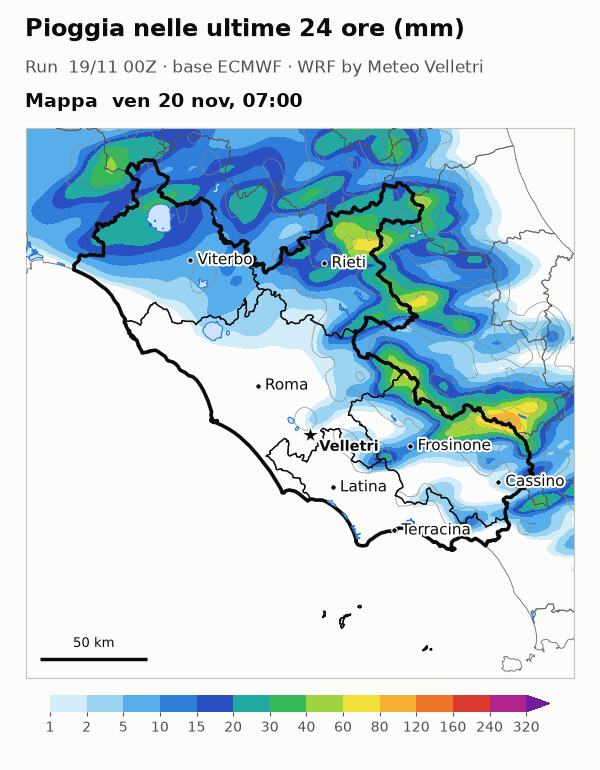 Pioggia nelle ultime 24 ore (mm)
Run  19/11 00Z · base ECMWF · WRF by Meteo Velletri
Mappa  ven 20 nov, 07:00
Viterbo
Rieti
Roma
Velletri
Frosinone
Cassino
Latina
Terracina
50 km
1 2 5 10 15 20 30 40 60 80 120 160 240 320